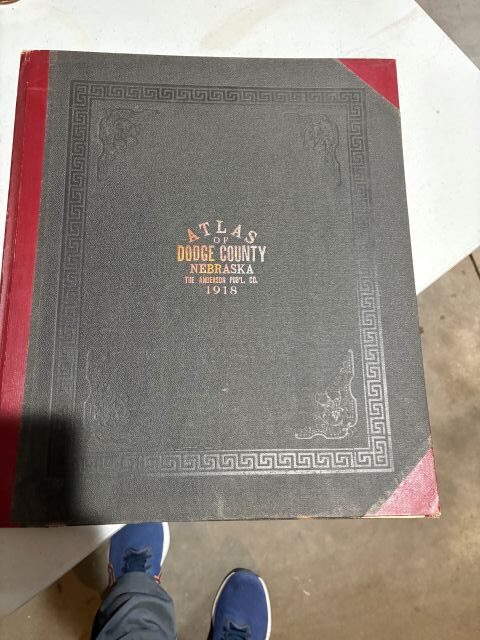 ATLAS
OF
DODGE COUNTY
NEBRASKA
THE ANDERSON PUB'L. CO.
1918